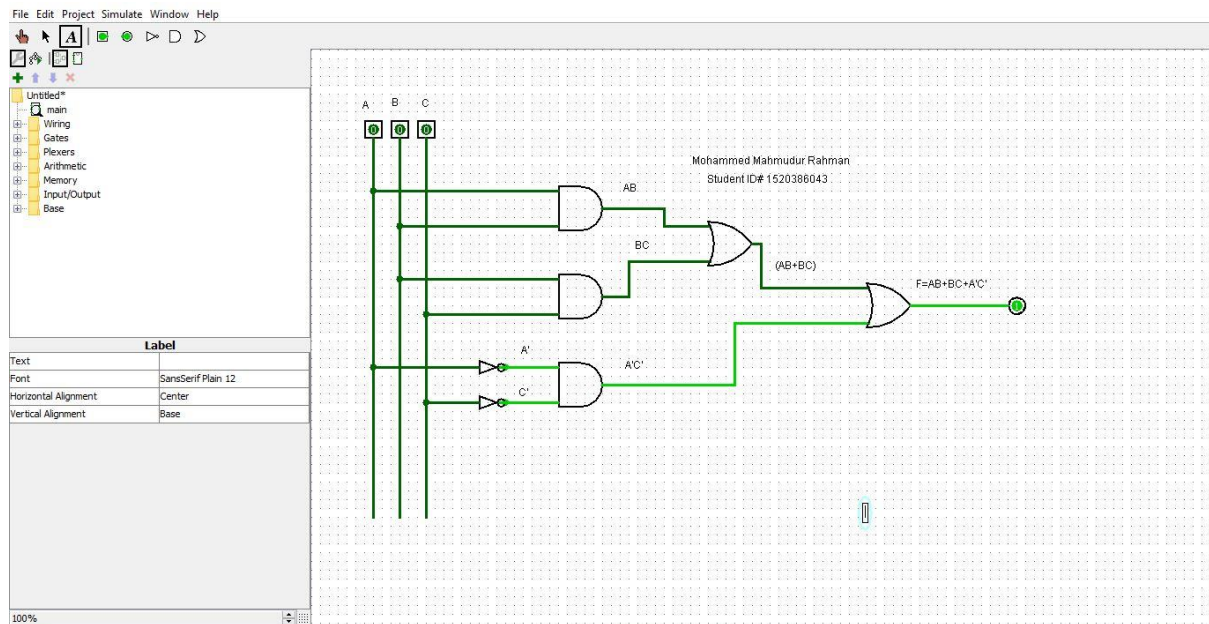 File Edit Project Simulate Window Help
A
Untitled*
main
Wiring
Gates
Plexers
Arithmetic
Memory
Input/Output
Base
Label
Text
Font SansSerif Plain 12
Horizontal Alignment Center
Vertical Alignment Base
100%
A B C
0 0 0
Mohammed Mahmudur Rahman
Student ID# 1520386043
AB
BC
(AB+BC)
F=AB+BC+A'C'
1
A'
A'C'
C'